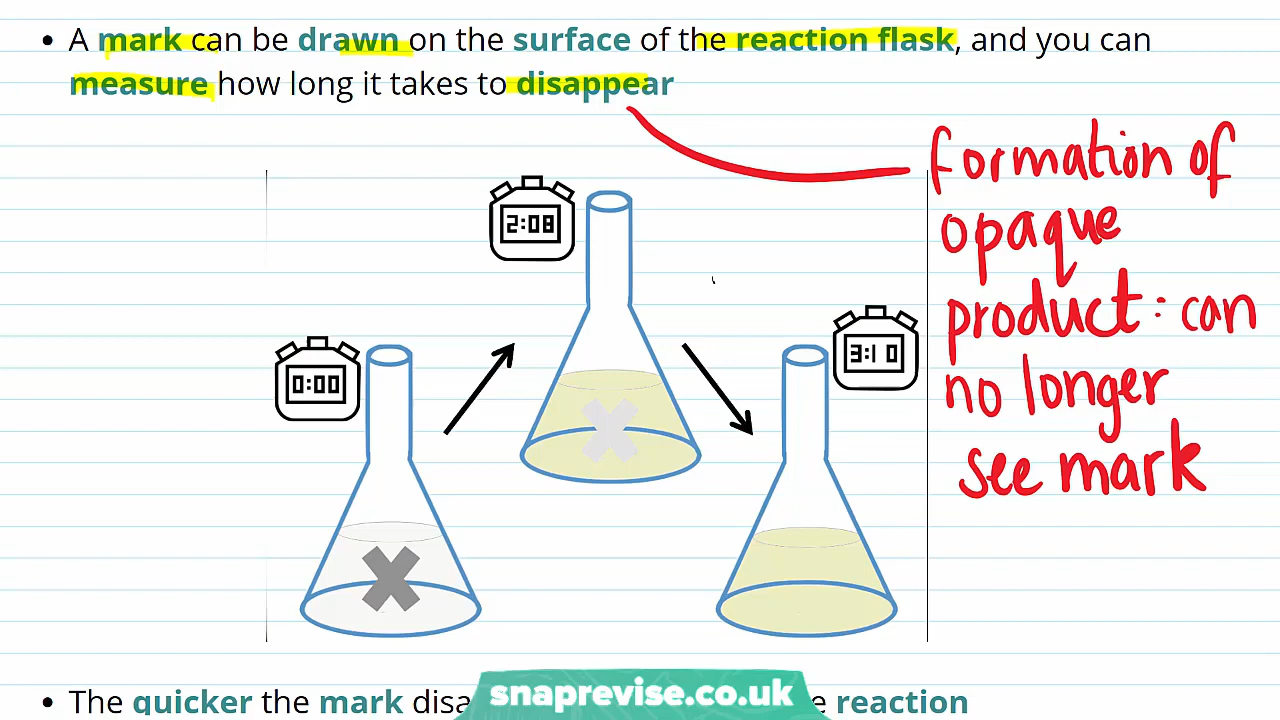 • A mark can be drawn on the surface of the reaction flask, and you can
measure how long it takes to disappear
formation of
opaque
product: can
no longer
see mark
2:08
3:10
0:00
• The quicker the mark disa
reaction
snaprevise.co.uk